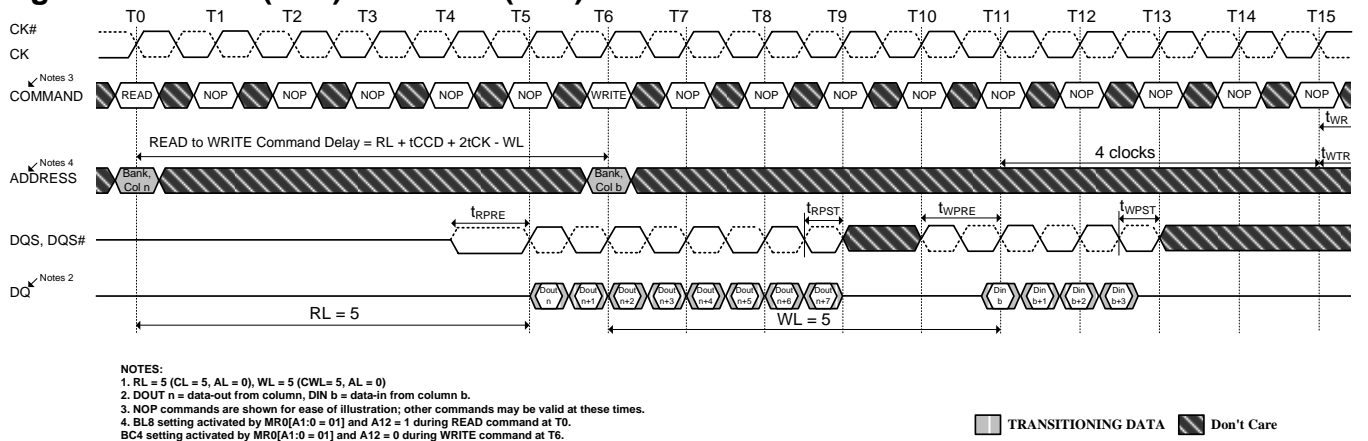 T0 T1 T2 T3 T4 T5 T6 T7 T8 T9 T10 T11 T12 T13 T14 T15
CK#
CK
Notes 3
COMMAND READ NOP NOP NOP NOP NOP WRITE NOP NOP NOP NOP NOP NOP NOP NOP NOP
tWR
READ to WRITE Command Delay = RL + tCCD + 2tCK - WL
4 clocks
tWTR
Notes 4
ADDRESS
Bank, Col n
Bank, Col b
tRPRE tRPST tWPRE tWPST
DQS, DQS#
Notes 2
DQ
Dout n Dout n+1 Dout n+2 Dout n+3 Dout n+4 Dout n+5 Dout n+6 Dout n+7 Din b Din b+1 Din b+2 Din b+3
RL = 5
WL = 5
NOTES:
1. RL = 5 (CL = 5, AL = 0), WL = 5 (CWL= 5, AL = 0)
2. DOUT n = data-out from column, DIN b = data-in from column b.
3. NOP commands are shown for ease of illustration; other commands may be valid at these times.
4. BL8 setting activated by MR0[A1:0 = 01] and A12 = 1 during READ command at T0.
BC4 setting activated by MR0[A1:0 = 01] and A12 = 0 during WRITE command at T6.
TRANSITIONING DATA
Don't Care